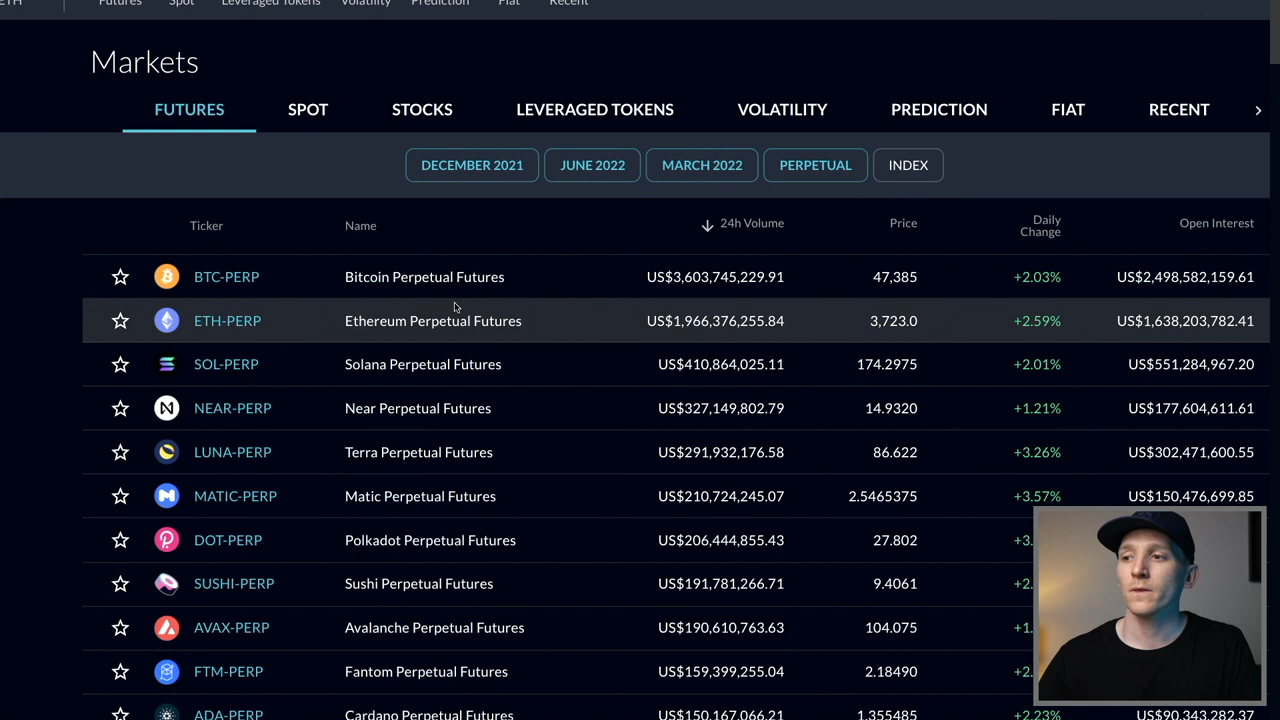 ETH Futures Spot Leveraged Tokens Volatility Prediction Fiat Recent
Markets
FUTURES SPOT STOCKS LEVERAGED TOKENS VOLATILITY PREDICTION FIAT RECENT
DECEMBER 2021 JUNE 2022 MARCH 2022 PERPETUAL INDEX
Ticker Name 24h Volume Price Daily Change Open Interest
BTC-PERP Bitcoin Perpetual Futures US$3,603,745,229.91 47,385 +2.03% US$2,498,582,159.61
ETH-PERP Ethereum Perpetual Futures US$1,966,376,255.84 3,723.0 +2.59% US$1,638,203,782.41
SOL-PERP Solana Perpetual Futures US$410,864,025.11 174.2975 +2.01% US$551,284,967.20
NEAR-PERP Near Perpetual Futures US$327,149,802.79 14.9320 +1.21% US$177,604,611.61
LUNA-PERP Terra Perpetual Futures US$291,932,176.58 86.622 +3.26% US$302,471,600.55
MATIC-PERP Matic Perpetual Futures US$210,724,245.07 2.5465375 +3.57% US$150,476,699.85
DOT-PERP Polkadot Perpetual Futures US$206,444,855.43 27.802 +3.
SUSHI-PERP Sushi Perpetual Futures US$191,781,266.71 9.4061 +2.
AVAX-PERP Avalanche Perpetual Futures US$190,610,763.63 104.075 +1.
FTM-PERP Fantom Perpetual Futures US$159,399,255.04 2.18490 +2.
ADA-PERP Cardano Perpetual Futures US$150,167,066.21 1.355485 +2.23% US$90,343,282.37